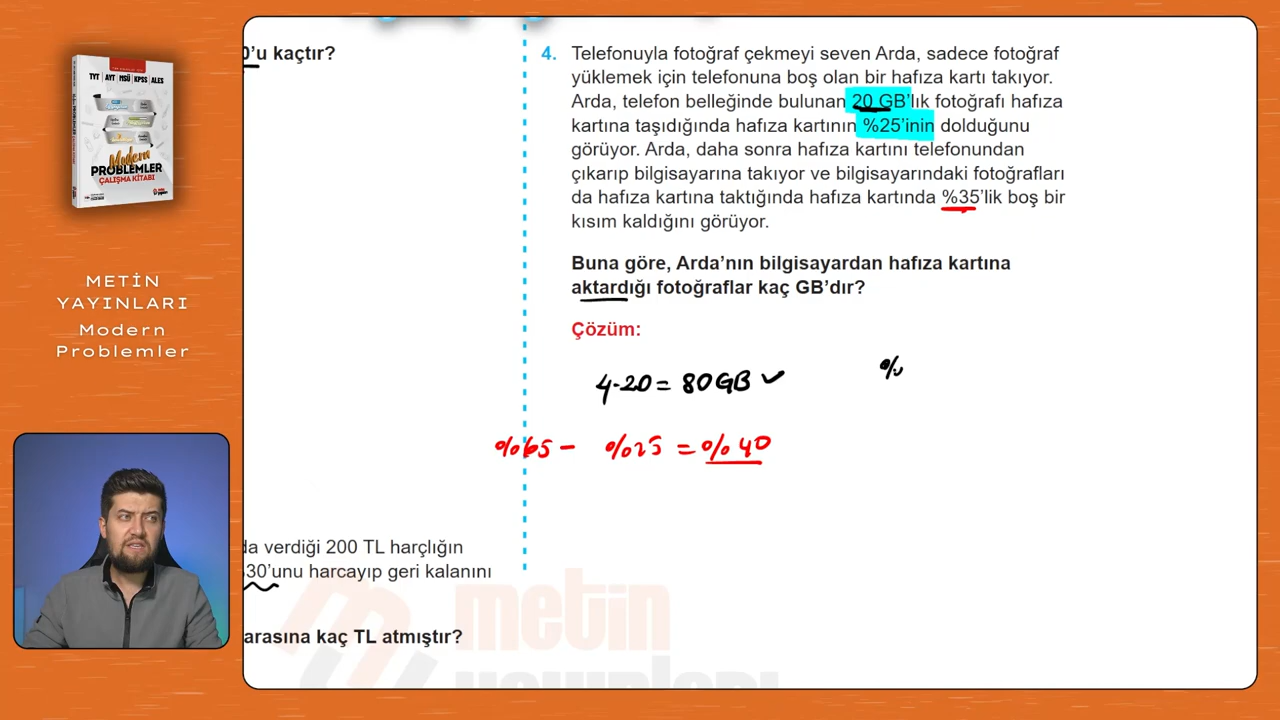 TYT | AYT | MSÜ | KPSS | ALES
Modern
PROBLEMLER
ÇALIŞMA KİTABI
METİN
YAYINLARI
Modern
Problemler
0'u kaçtır?
da verdiği 200 TL harçlığın
30'unu harcayıp geri kalanını
arasına kaç TL atmıştır?
4. Telefonuyla fotoğraf çekmeyi seven Arda, sadece fotoğraf
yüklemek için telefonuna boş olan bir hafıza kartı takıyor.
Arda, telefon belleğinde bulunan 20 GB'lık fotoğrafı hafıza
kartına taşıdığında hafıza kartının %25'inin dolduğunu
görüyor. Arda, daha sonra hafıza kartını telefonundan
çıkarıp bilgisayarına takıyor ve bilgisayarındaki fotoğrafları
da hafıza kartına taktığında hafıza kartında %35'lik boş bir
kısım kaldığını görüyor.
Buna göre, Arda'nın bilgisayardan hafıza kartına
aktardığı fotoğraflar kaç GB'dır?
Çözüm:
4·20 = 80GB ✓
%
%65 - %25 = %40
metin
yayınları